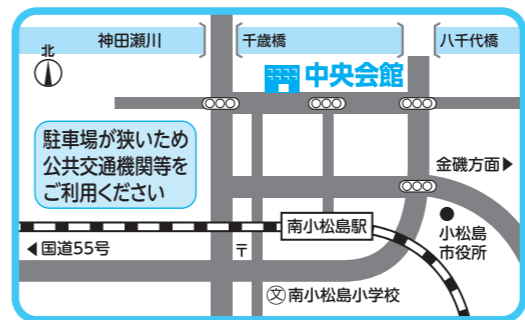 神田瀬川
千歳橋
八千代橋
北
中央会館
駐車場が狭いため
公共交通機関等を
ご利用ください
金磯方面▶
南小松島駅
小松島
市役所
◀国道55号
〒
文南小松島小学校